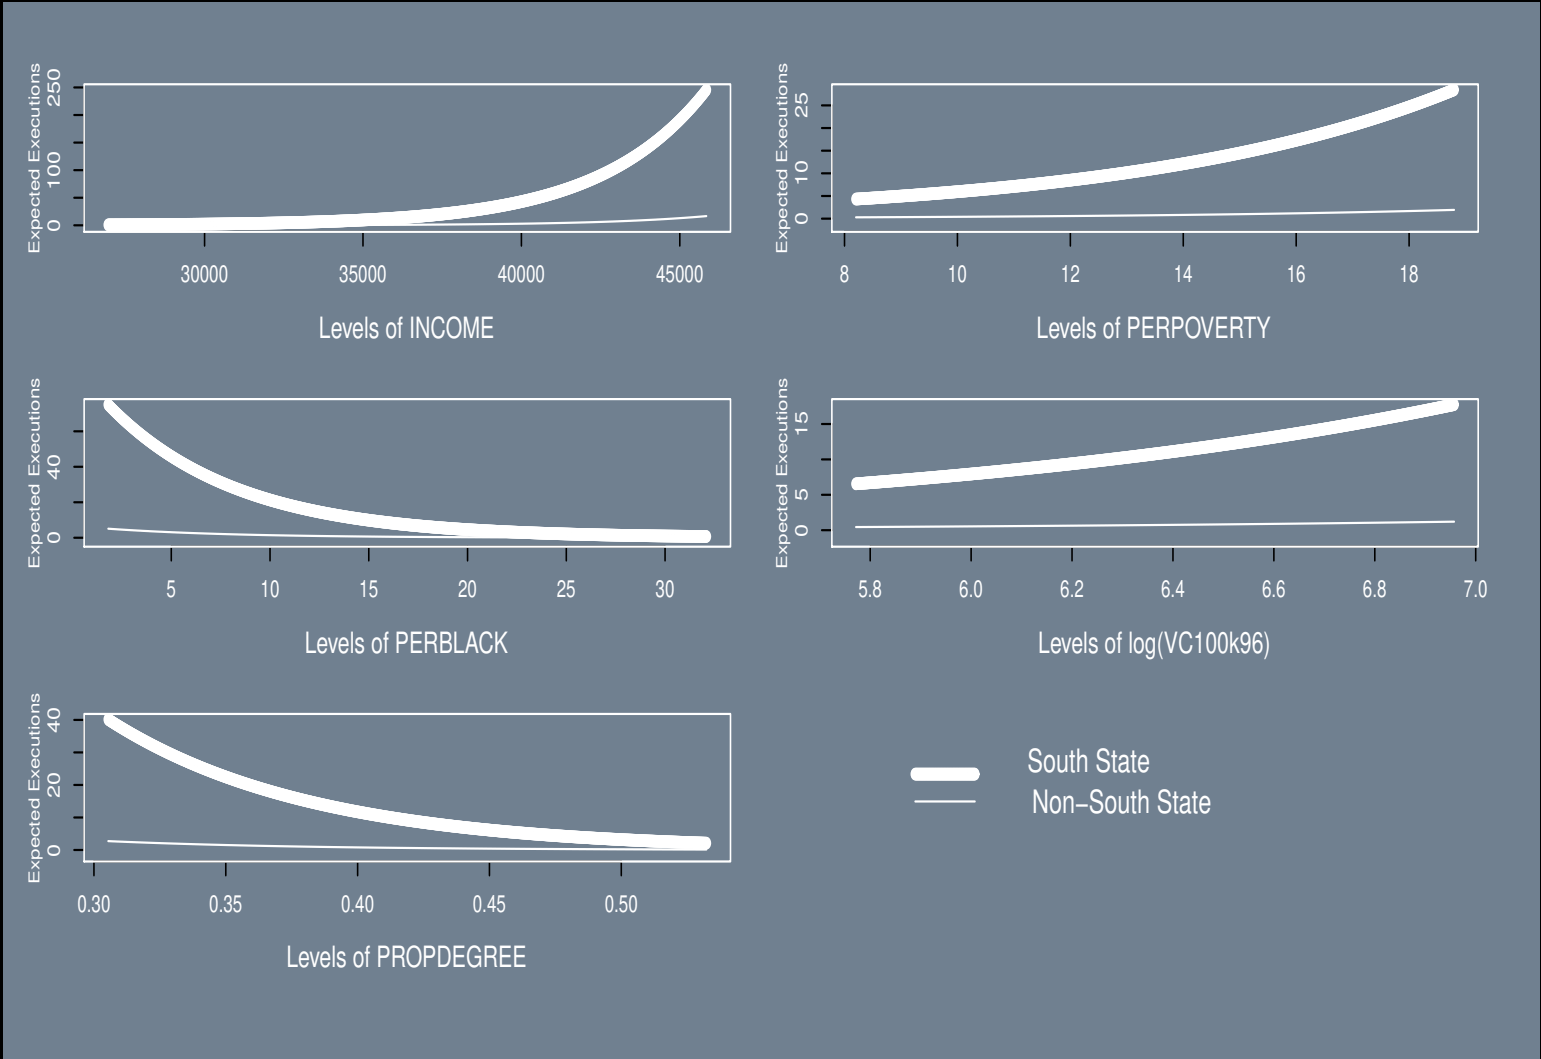 Expected Executions
0 100 250
30000 35000 40000 45000
Levels of INCOME
Expected Executions
0 10 25
8 10 12 14 16 18
Levels of PERPOVERTY
Expected Executions
0 40
5 10 15 20 25 30
Levels of PERBLACK
Expected Executions
0 5 15
5.8 6.0 6.2 6.4 6.6 6.8 7.0
Levels of log(VC100k96)
Expected Executions
0 20 40
0.30 0.35 0.40 0.45 0.50
Levels of PROPDEGREE
South State
Non−South State